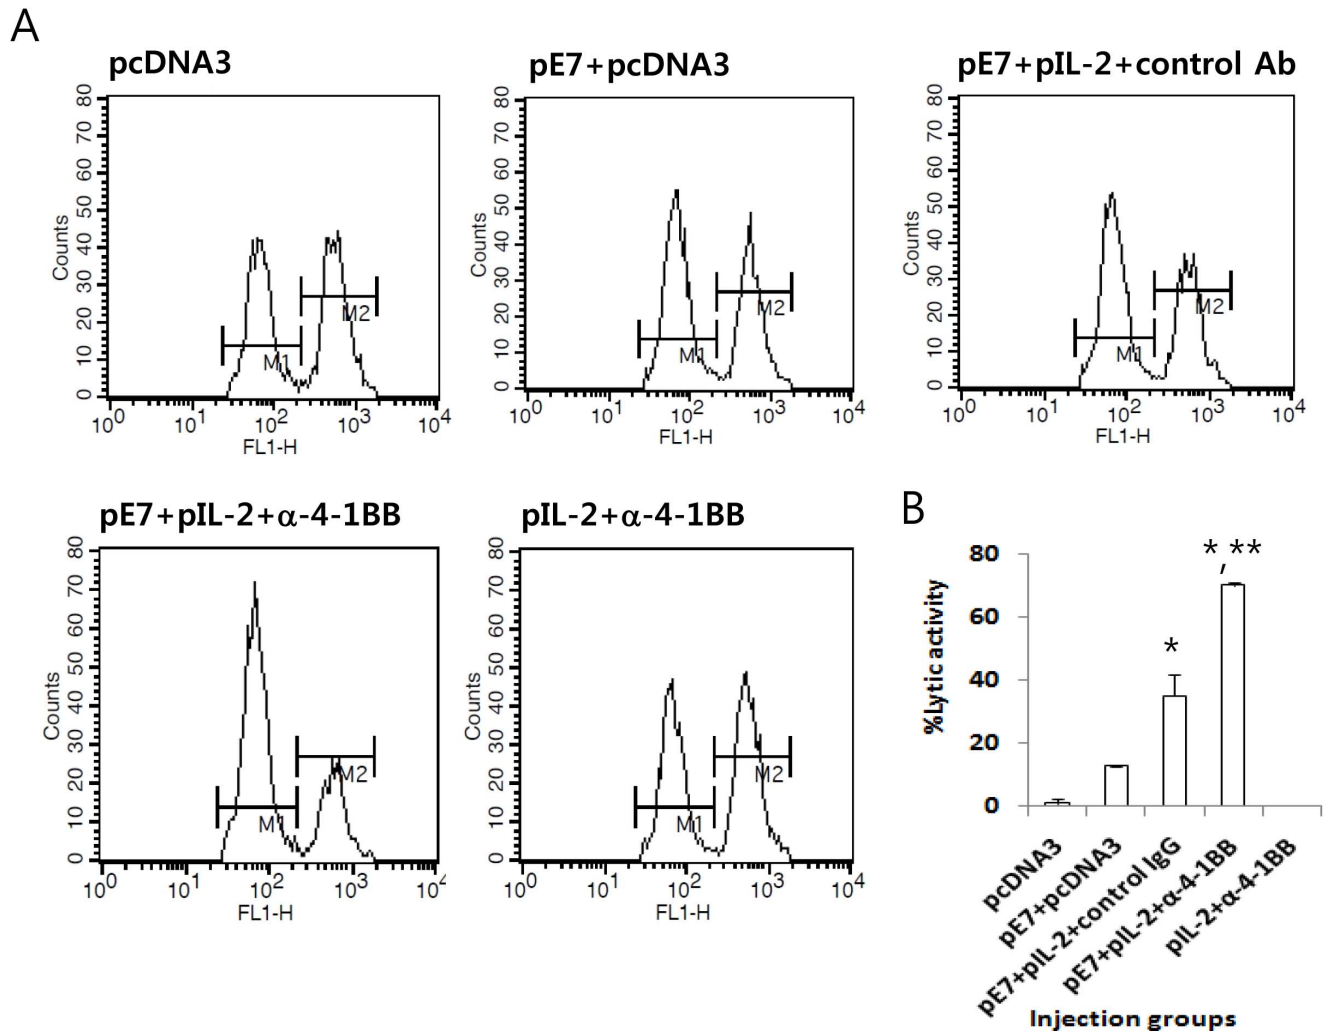 A
pcDNA3
80
70
60
50
40
30
20
10
0
Counts
M1
M2
10^0 10^1 10^2 10^3 10^4
FL1-H
pE7+pcDNA3
80
70
60
50
40
30
20
10
0
Counts
M1
M2
10^0 10^1 10^2 10^3 10^4
FL1-H
pE7+pIL-2+control Ab
80
70
60
50
40
30
20
10
0
Counts
M1
M2
10^0 10^1 10^2 10^3 10^4
FL1-H
pE7+pIL-2+α-4-1BB
80
70
60
50
40
30
20
10
0
Counts
M1
M2
10^0 10^1 10^2 10^3 10^4
FL1-H
pIL-2+α-4-1BB
80
70
60
50
40
30
20
10
0
Counts
M1
M2
10^0 10^1 10^2 10^3 10^4
FL1-H
B
%Lytic activity
80
60
40
20
0
*
*,**
pcDNA3
pE7+pcDNA3
pE7+pIL-2+control IgG
pE7+pIL-2+α-4-1BB
pIL-2+α-4-1BB
Injection groups